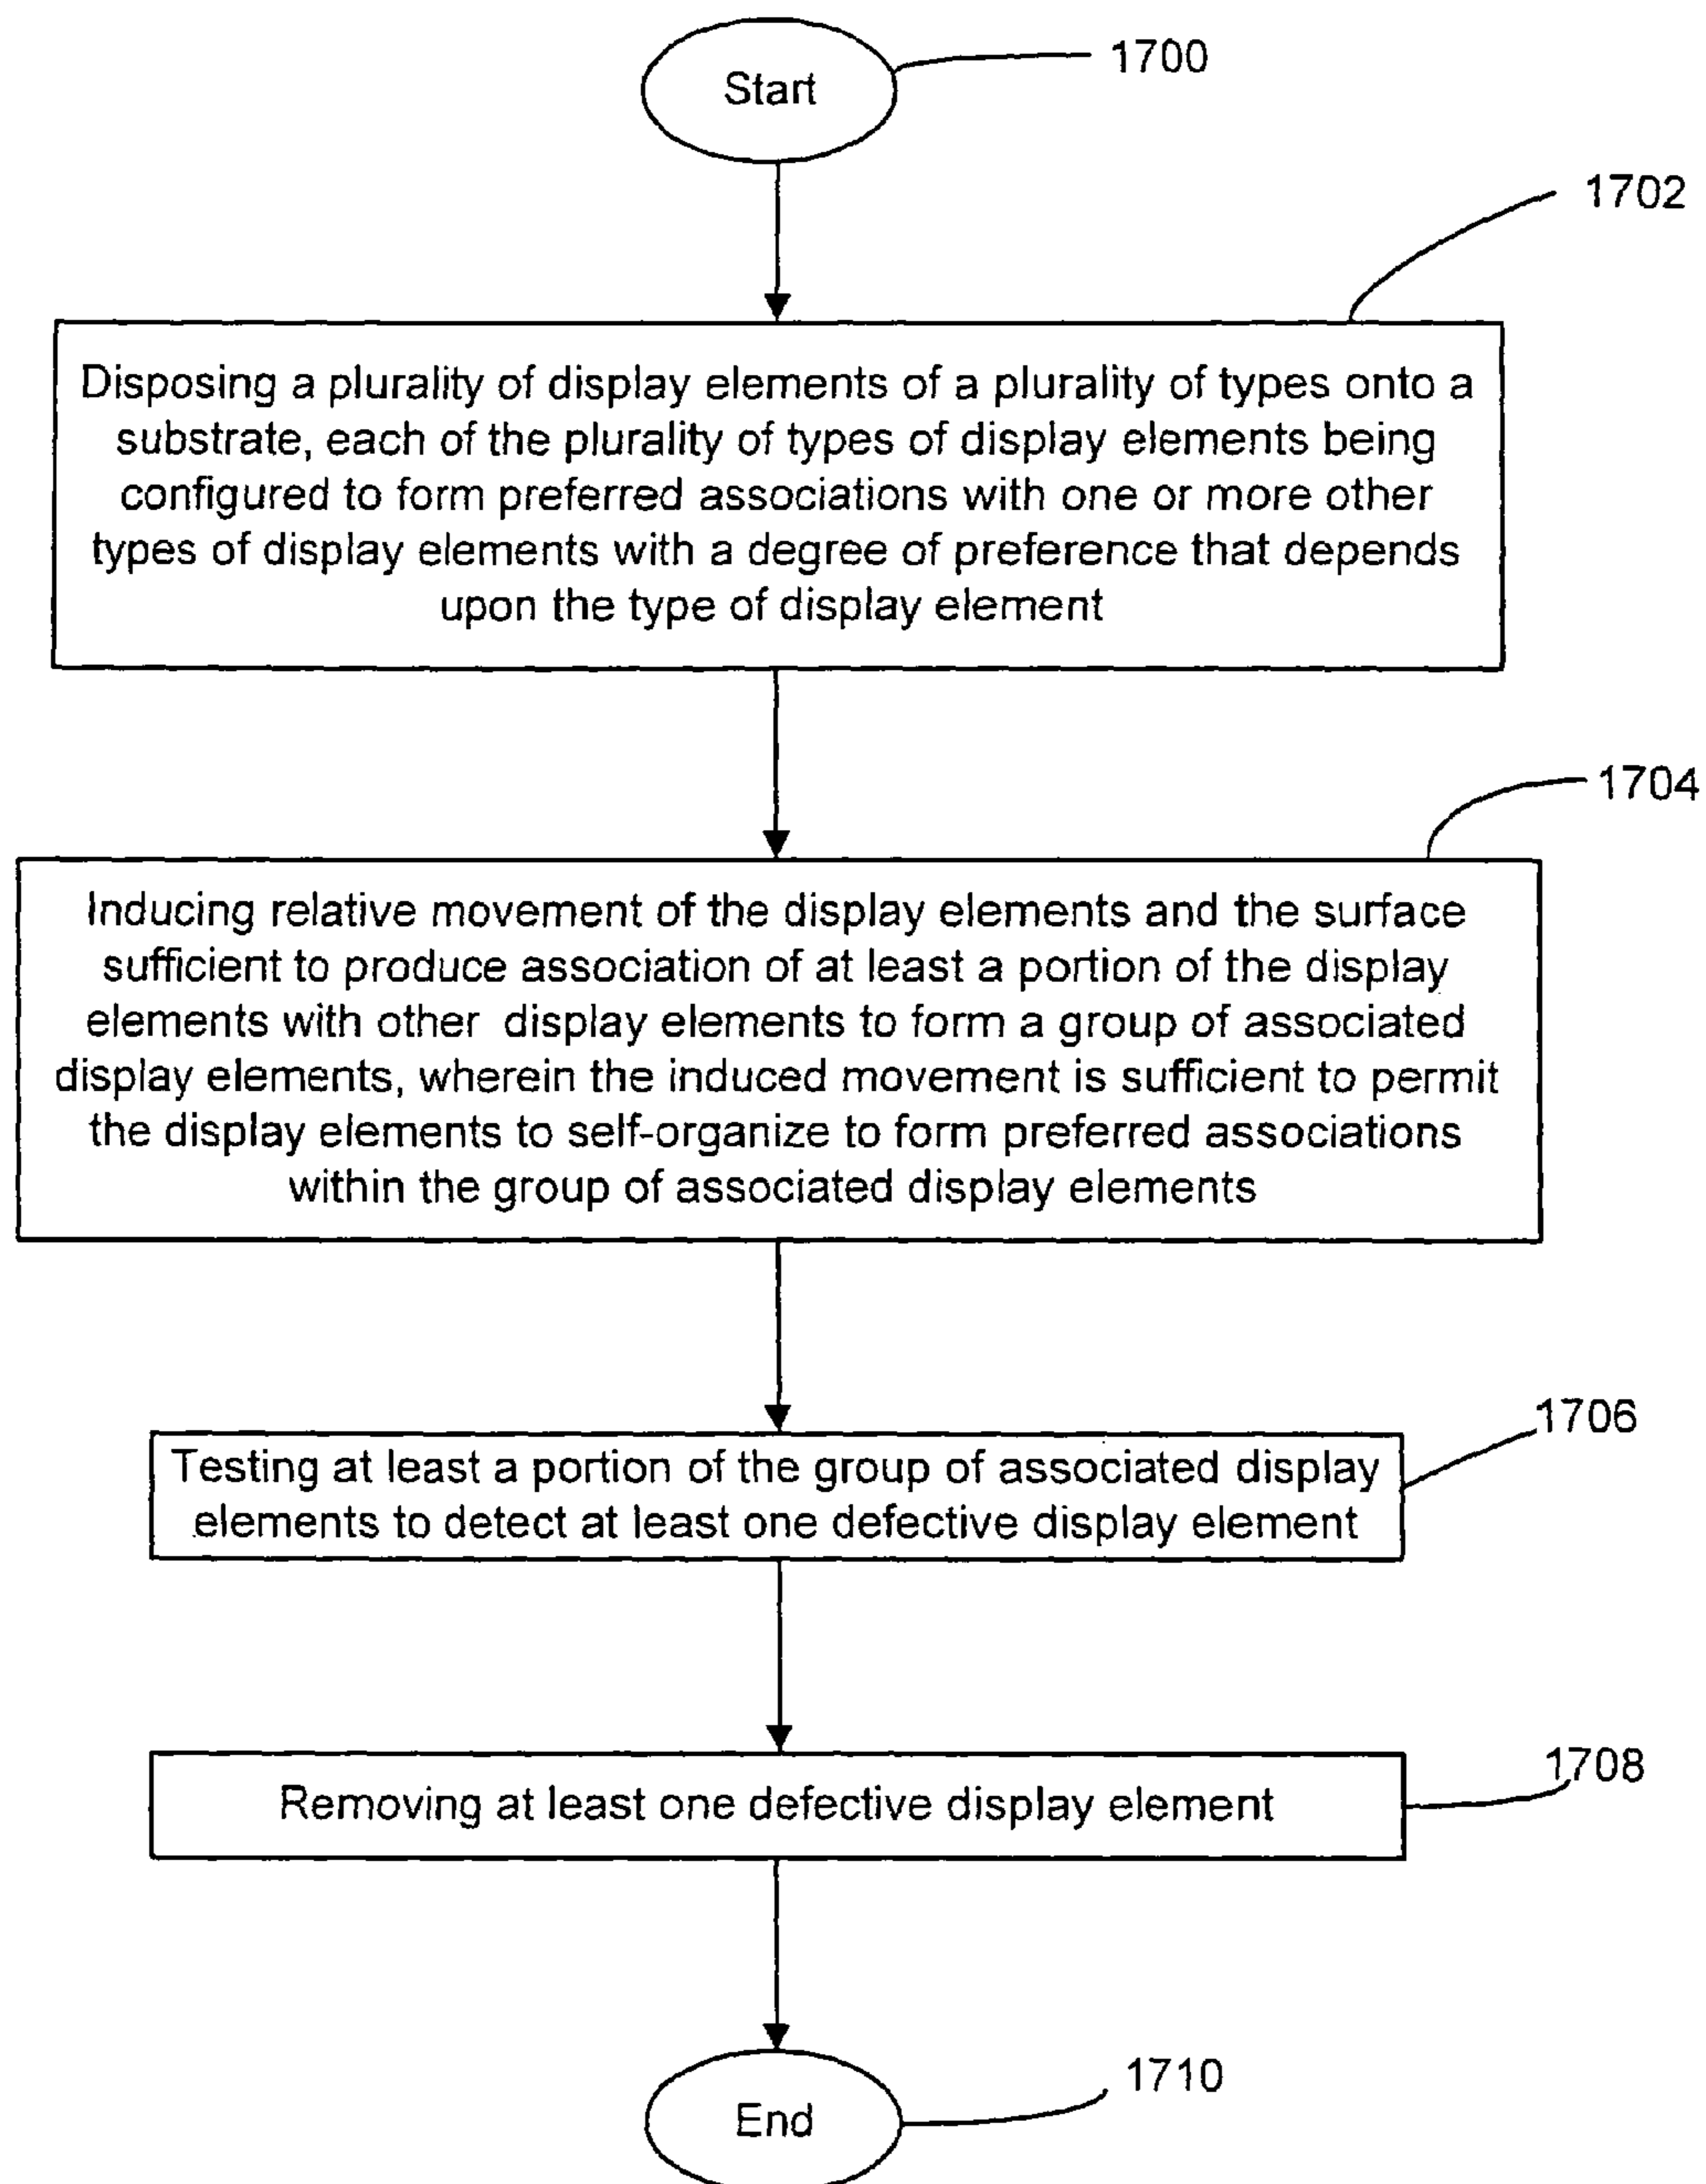 Start
1700
1702
Disposing a plurality of display elements of a plurality of types onto a
substrate, each of the plurality of types of display elements being
configured to form preferred associations with one or more other
types of display elements with a degree of preference that depends
upon the type of display element
1704
Inducing relative movement of the display elements and the surface
sufficient to produce association of at least a portion of the display
elements with other display elements to form a group of associated
display elements, wherein the induced movement is sufficient to permit
the display elements to self-organize to form preferred associations
within the group of associated display elements
1706
Testing at least a portion of the group of associated display
elements to detect at least one defective display element
1708
Removing at least one defective display element
1710
End